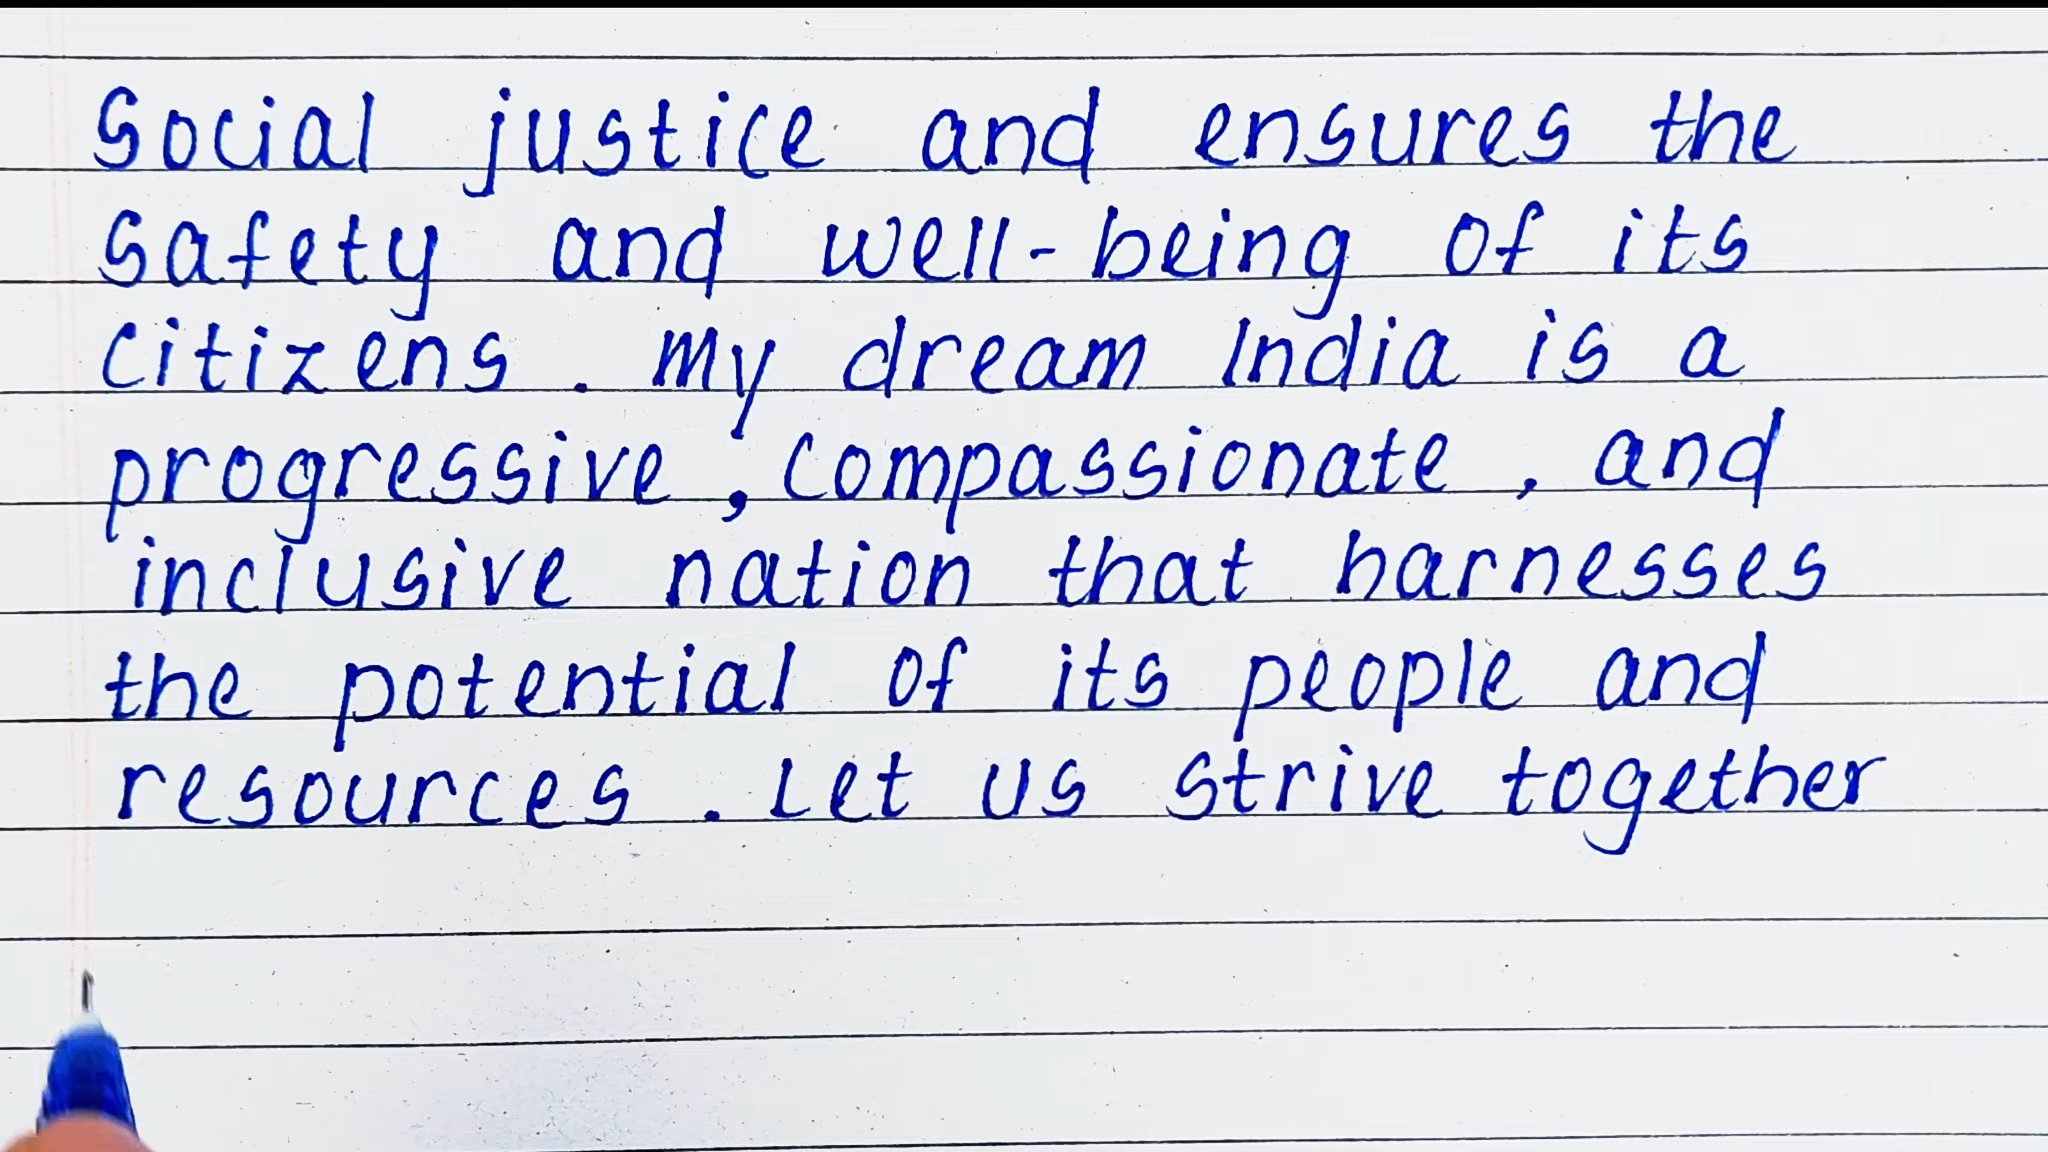 Social justice and ensures the
safety and well-being of its
citizens. My dream India is a
progressive, compassionate, and
inclusive nation that harnesses
the potential of its people and
resources. Let us strive together